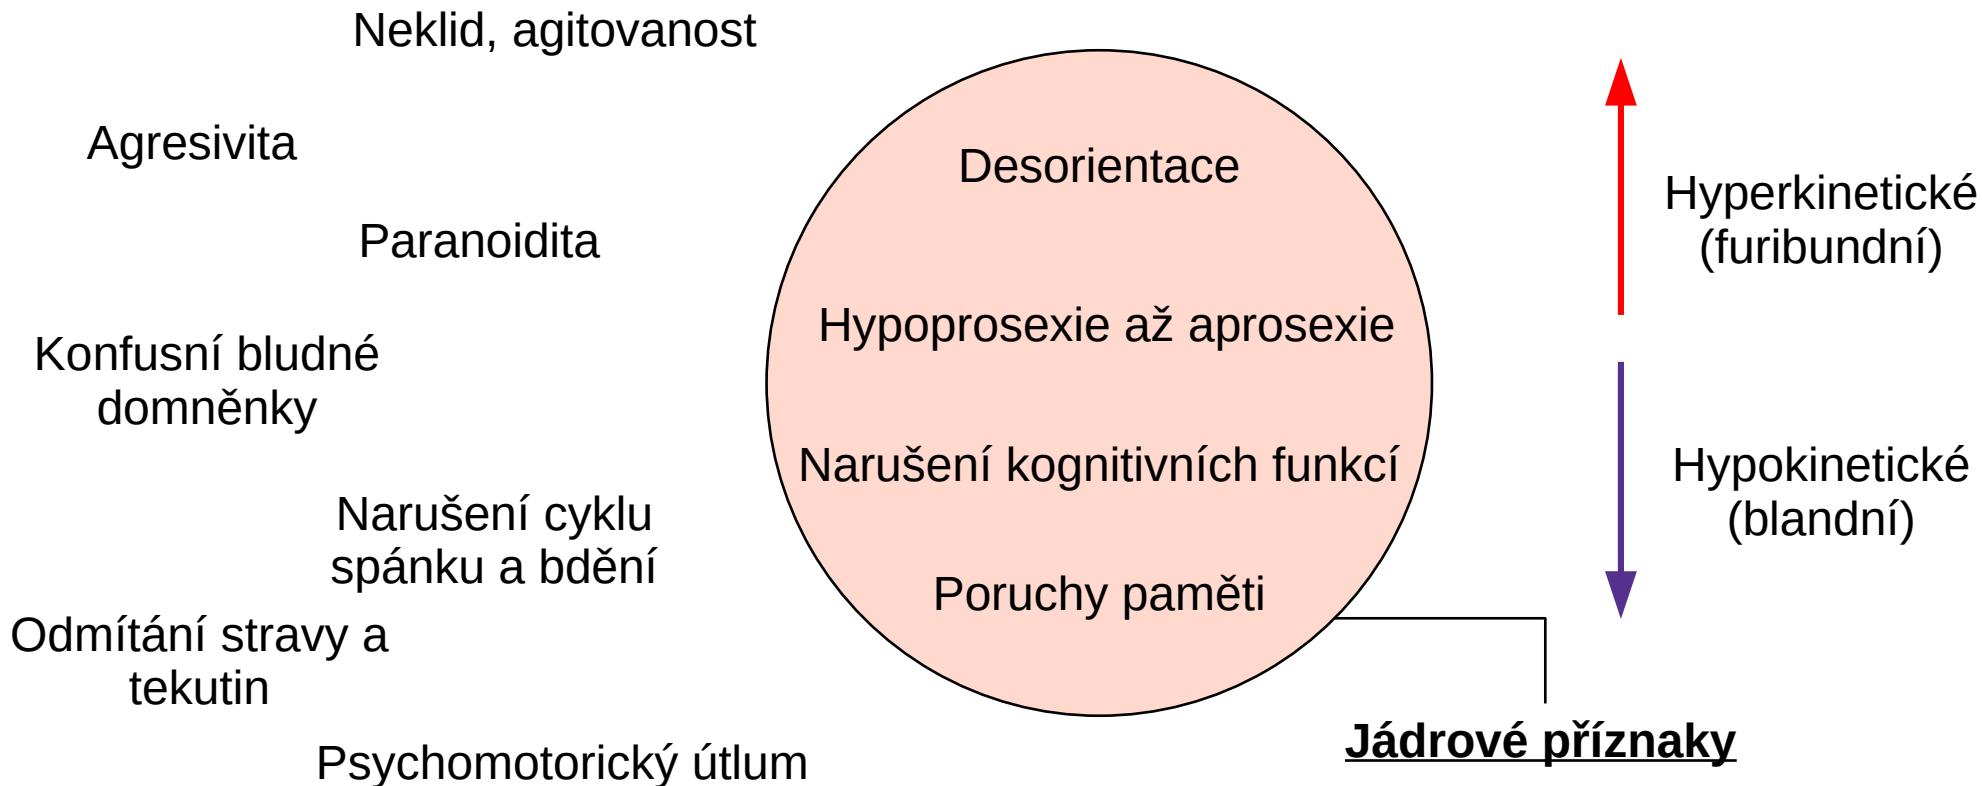 Neklid, agitovanost
Agresivita
Paranoidita
Konfusní bludné
domněnky
Narušení cyklu
spánku a bdění
Odmítání stravy a
tekutin
Psychomotorický útlum
Desorientace
Hypoprosexie až aprosexie
Narušení kognitivních funkcí
Poruchy paměti
Hyperkinetické
(furibundní)
Hypokinetické
(blandní)
Jádrové příznaky